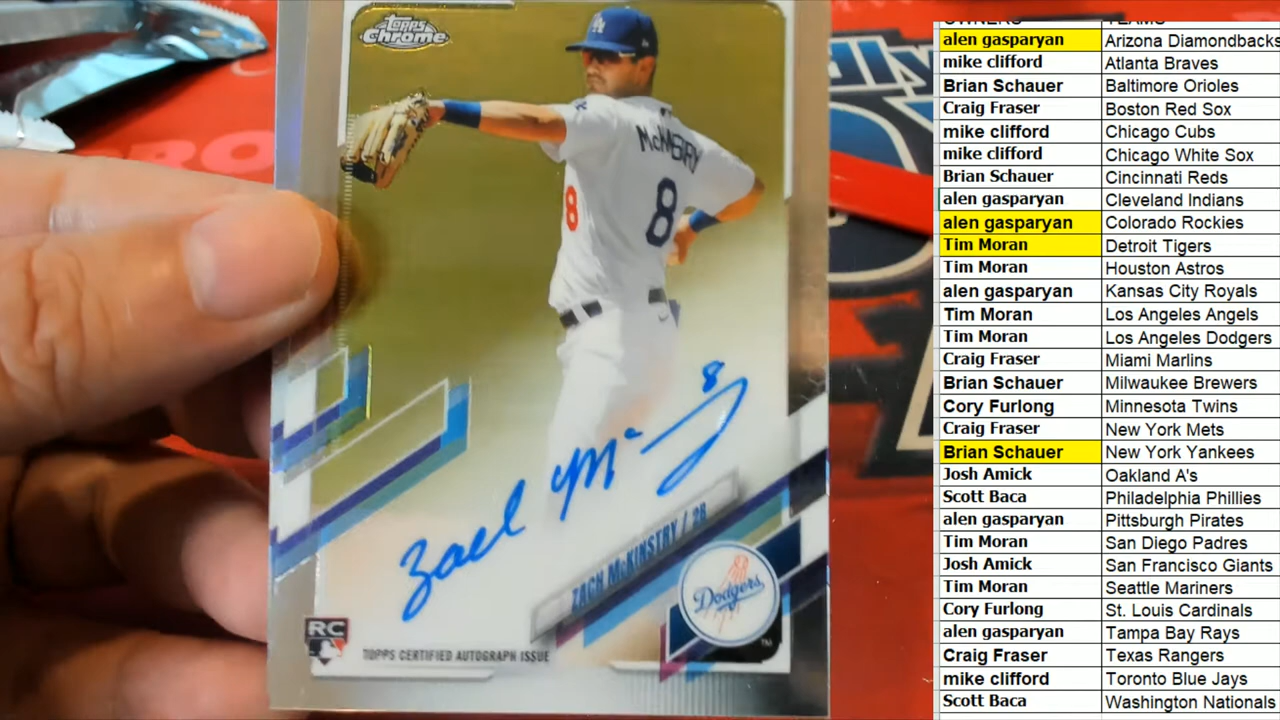 TOPPS
Chrome
LA
McKINSTRY
8
8
8
Zach McKinstry
ZACH McKINSTRY / 2B
Dodgers
TM
RC
TOPPS CERTIFIED AUTOGRAPH ISSUE
OWNERS TEAMS
alen gasparyan Arizona Diamondbacks
mike clifford Atlanta Braves
Brian Schauer Baltimore Orioles
Craig Fraser Boston Red Sox
mike clifford Chicago Cubs
mike clifford Chicago White Sox
Brian Schauer Cincinnati Reds
alen gasparyan Cleveland Indians
alen gasparyan Colorado Rockies
Tim Moran Detroit Tigers
Tim Moran Houston Astros
alen gasparyan Kansas City Royals
Tim Moran Los Angeles Angels
Tim Moran Los Angeles Dodgers
Craig Fraser Miami Marlins
Brian Schauer Milwaukee Brewers
Cory Furlong Minnesota Twins
Craig Fraser New York Mets
Brian Schauer New York Yankees
Josh Amick Oakland A's
Scott Baca Philadelphia Phillies
alen gasparyan Pittsburgh Pirates
Tim Moran San Diego Padres
Josh Amick San Francisco Giants
Tim Moran Seattle Mariners
Cory Furlong St. Louis Cardinals
alen gasparyan Tampa Bay Rays
Craig Fraser Texas Rangers
mike clifford Toronto Blue Jays
Scott Baca Washington Nationals